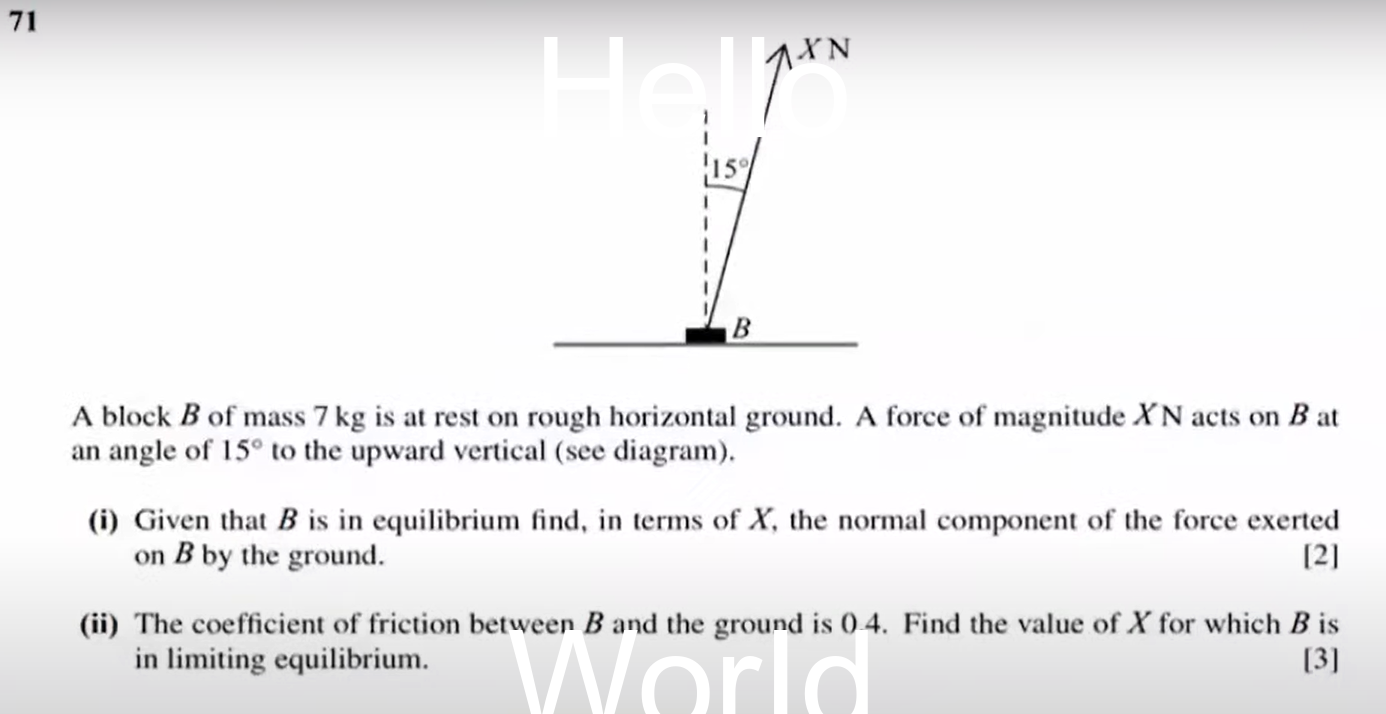 71
Hello
X N
15°
B
A block B of mass 7 kg is at rest on rough horizontal ground. A force of magnitude X N acts on B at
an angle of 15° to the upward vertical (see diagram).
(i) Given that B is in equilibrium find, in terms of X, the normal component of the force exerted
on B by the ground. [2]
(ii) The coefficient of friction between B and the ground is 0.4. Find the value of X for which B is
in limiting equilibrium. [3]
World